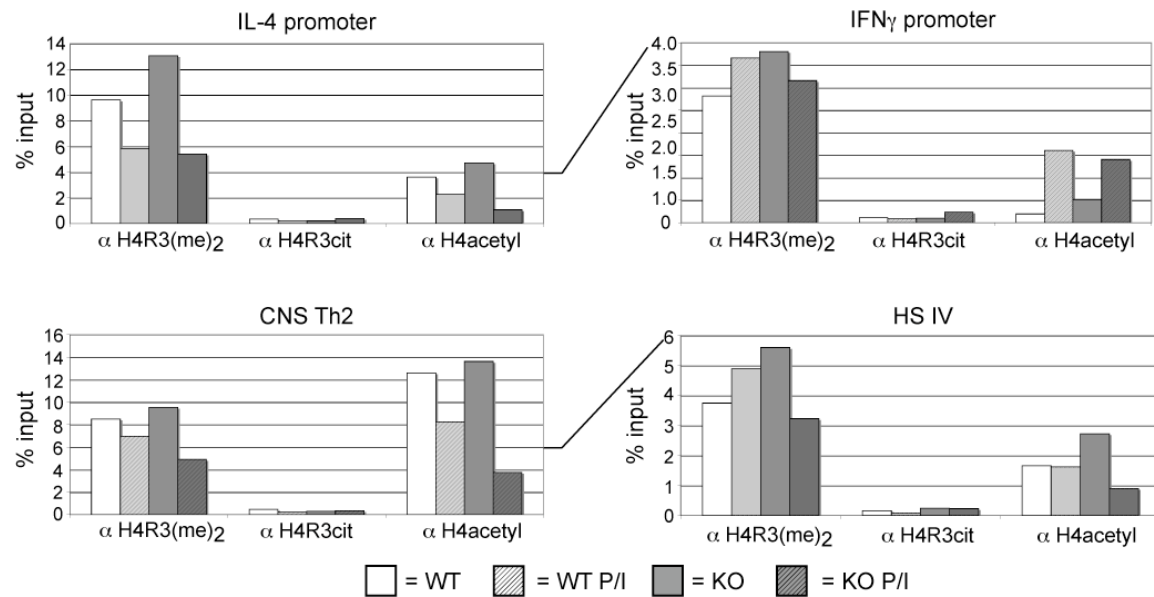 IL-4 promoter
% input
14
12
10
8
6
4
2
0
α H4R3(me)2
α H4R3cit
α H4acetyl
IFNγ promoter
% input
4.0
3.5
3.0
2.5
2.0
1.5
1.0
0
α H4R3(me)2
α H4R3cit
α H4acetyl
CNS Th2
% input
16
14
12
10
8
6
4
2
0
α H4R3(me)2
α H4R3cit
α H4acetyl
HS IV
% input
6
5
4
3
2
1
0
α H4R3(me)2
α H4R3cit
α H4acetyl
= WT = WT P/I = KO = KO P/I